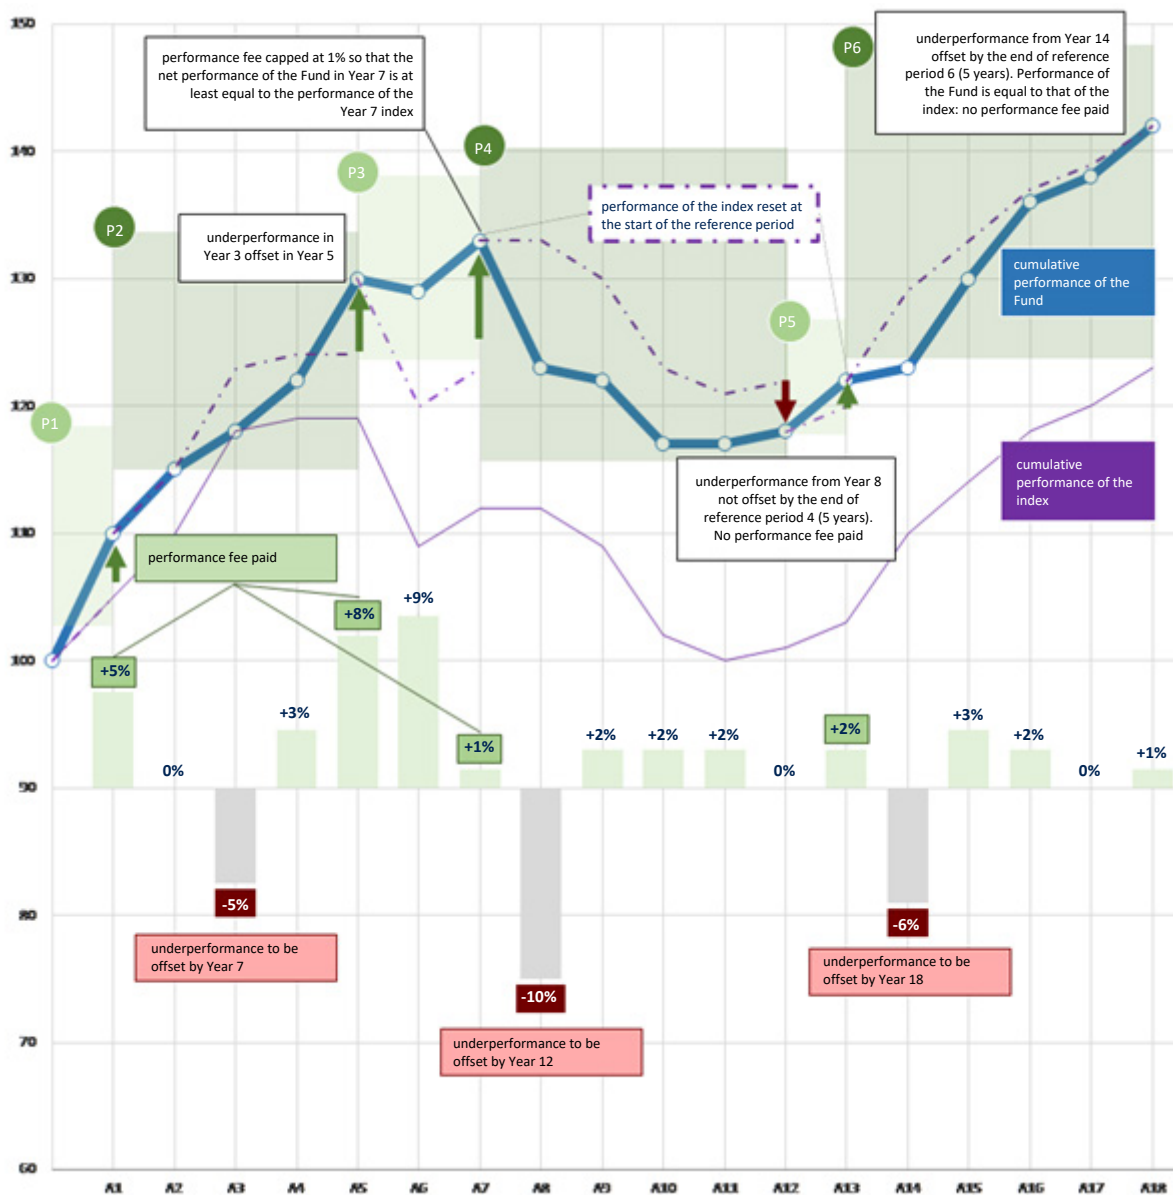 150
P6
underperformance from Year 14
offset by the end of reference
period 6 (5 years). Performance of
the Fund is equal to that of the
index: no performance fee paid
performance fee capped at 1% so that the
net performance of the Fund in Year 7 is at
least equal to the performance of the
Year 7 index
140
P4
P3
P2
underperformance in
Year 3 offset in Year 5
performance of the index reset at
the start of the reference period
130
cumulative
performance of the
Fund
P5
120
P1
underperformance from Year 8
not offset by the end of
reference period 4 (5 years).
No performance fee paid
cumulative
performance of the
index
110
performance fee paid
100
+5%
0%
+3%
+8%
+9%
+1%
+2%
+2%
+2%
0%
+2%
+3%
+2%
0%
+1%
90
80
-5%
-10%
-6%
underperformance to be
offset by Year 7
underperformance to be
offset by Year 18
70
underperformance to be
offset by Year 12
60
A1 A2 A3 A4 A5 A6 A7 A8 A9 A10 A11 A12 A13 A14 A15 A16 A17 A18